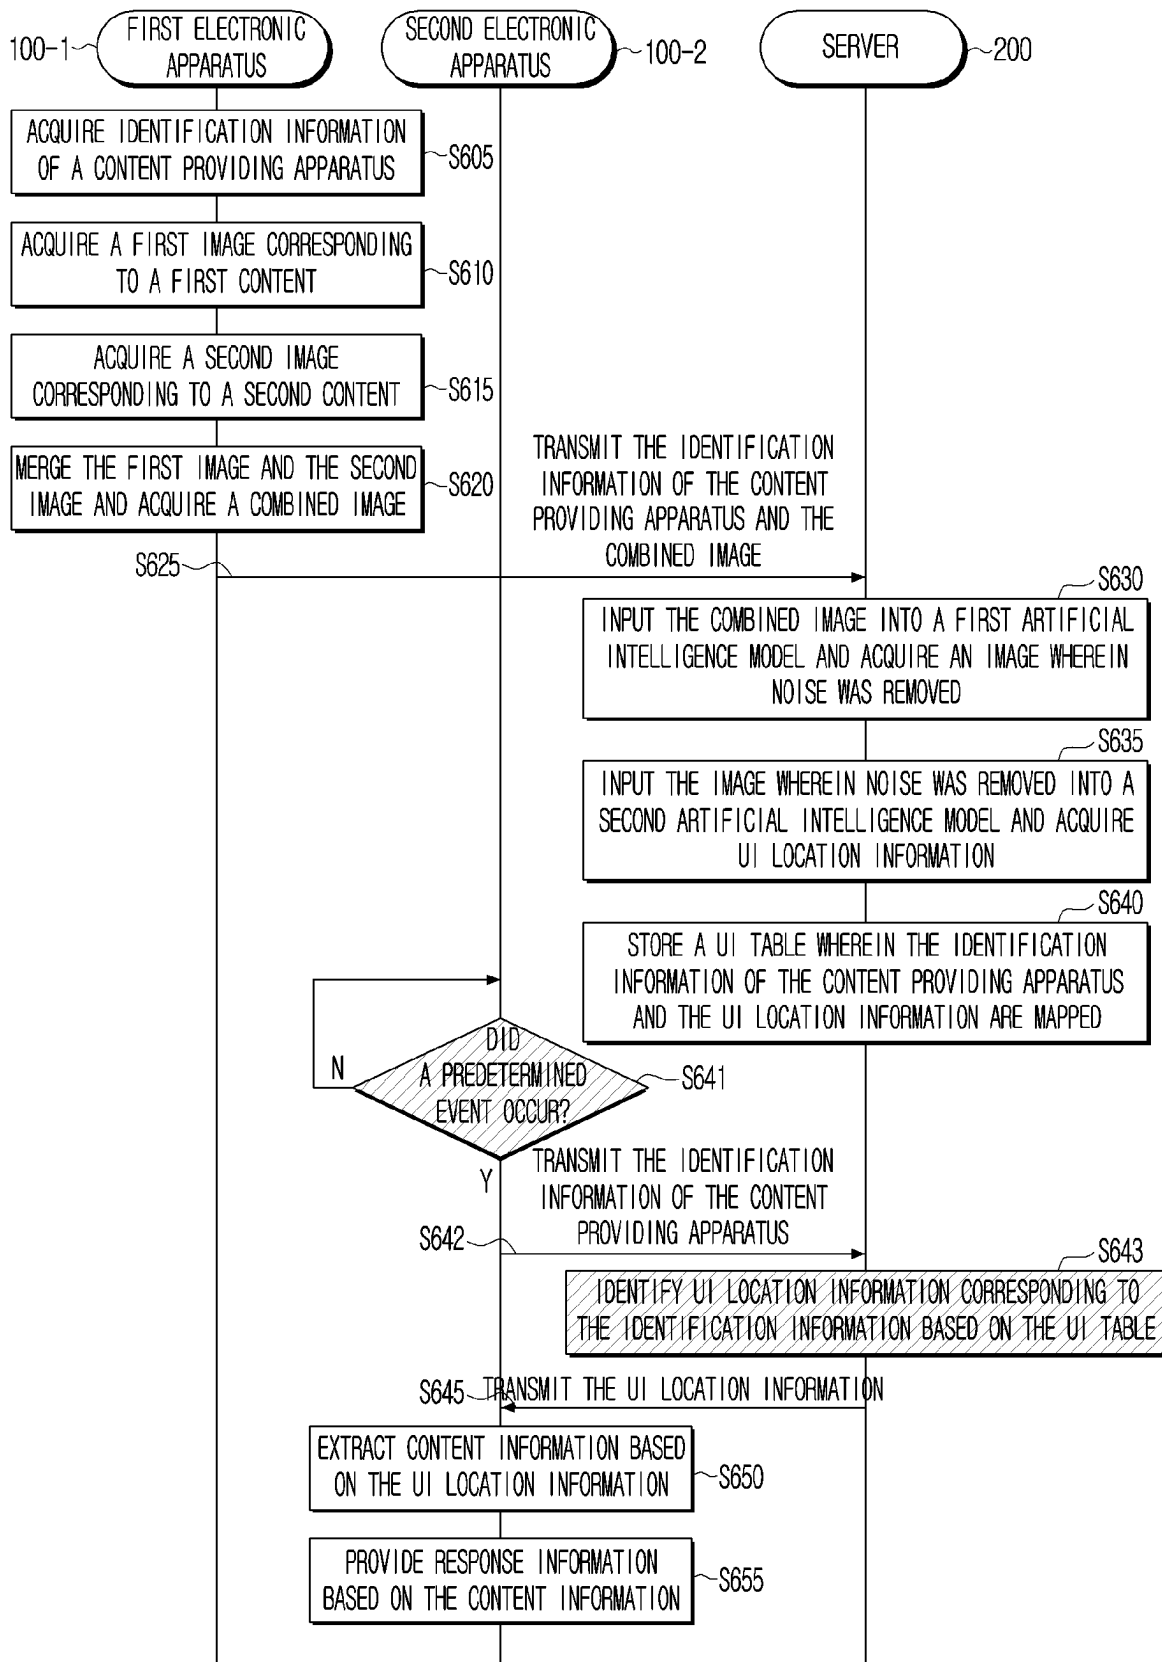 FIRST ELECTRONIC
APPARATUS
100-1
SECOND ELECTRONIC
APPARATUS
100-2
SERVER
200
ACQUIRE IDENTIFICATION INFORMATION
OF A CONTENT PROVIDING APPARATUS
S605
ACQUIRE A FIRST IMAGE CORRESPONDING
TO A FIRST CONTENT
S610
ACQUIRE A SECOND IMAGE
CORRESPONDING TO A SECOND CONTENT
S615
MERGE THE FIRST IMAGE AND THE SECOND
IMAGE AND ACQUIRE A COMBINED IMAGE
S620
TRANSMIT THE IDENTIFICATION
INFORMATION OF THE CONTENT
PROVIDING APPARATUS AND THE
COMBINED IMAGE
S625
S630
INPUT THE COMBINED IMAGE INTO A FIRST ARTIFICIAL
INTELLIGENCE MODEL AND ACQUIRE AN IMAGE WHEREIN
NOISE WAS REMOVED
S635
INPUT THE IMAGE WHEREIN NOISE WAS REMOVED INTO A
SECOND ARTIFICIAL INTELLIGENCE MODEL AND ACQUIRE
UI LOCATION INFORMATION
S640
STORE A UI TABLE WHEREIN THE IDENTIFICATION
INFORMATION OF THE CONTENT PROVIDING APPARATUS
AND THE UI LOCATION INFORMATION ARE MAPPED
DID
A PREDETERMINED
EVENT OCCUR?
S641
N
Y
TRANSMIT THE IDENTIFICATION
INFORMATION OF THE CONTENT
PROVIDING APPARATUS
S642
S643
IDENTIFY UI LOCATION INFORMATION CORRESPONDING TO
THE IDENTIFICATION INFORMATION BASED ON THE UI TABLE
S645
TRANSMIT THE UI LOCATION INFORMATION
EXTRACT CONTENT INFORMATION BASED
ON THE UI LOCATION INFORMATION
S650
PROVIDE RESPONSE INFORMATION
BASED ON THE CONTENT INFORMATION
S655